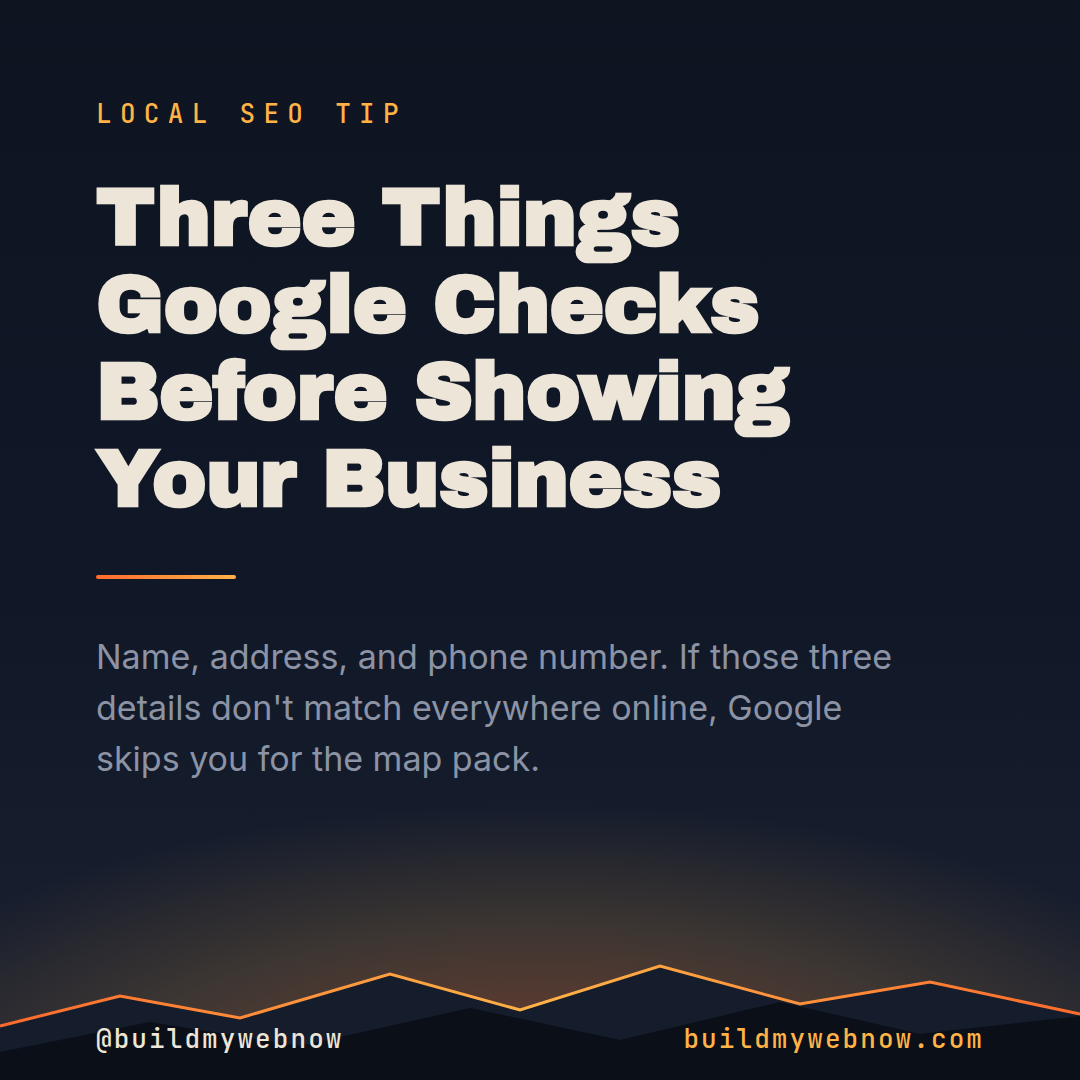 LOCAL SEO TIP
Three Things
Google Checks
Before Showing
Your Business
Name, address, and phone number. If those three
details don't match everywhere online, Google
skips you for the map pack.
@buildmywebnow
buildmywebnow.com